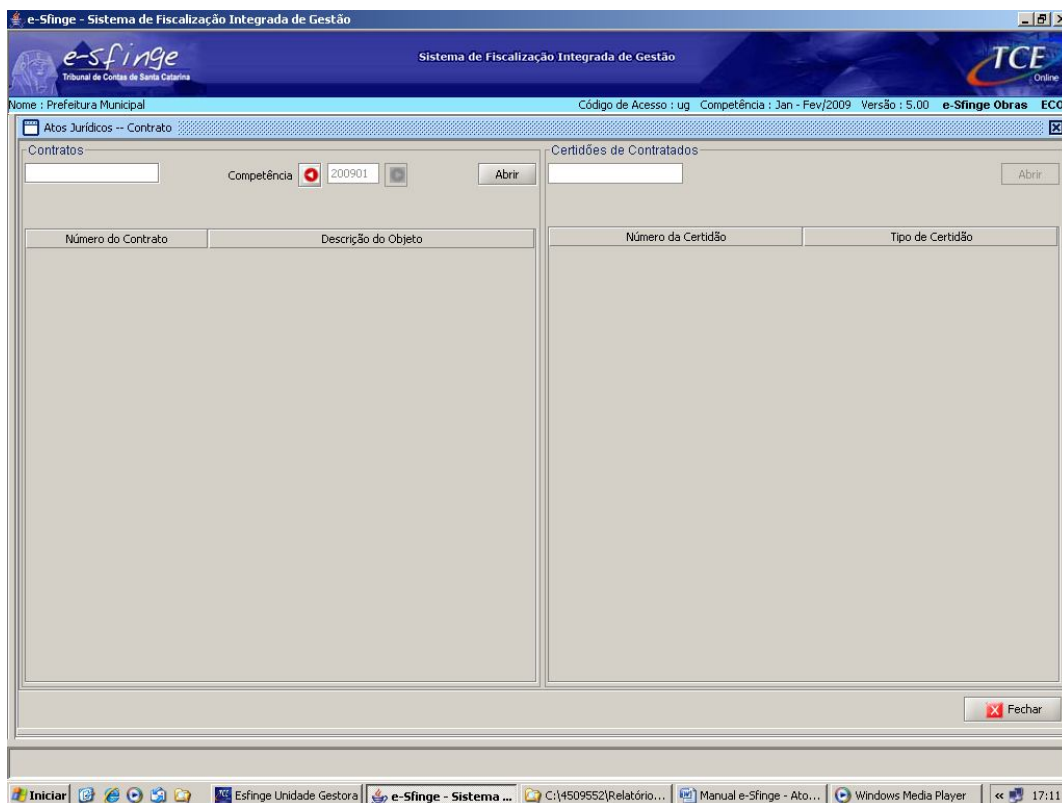 e-Sfinge - Sistema de Fiscalização Integrada de Gestão
e-sfinge
Tribunal de Contas de Santa Catarina
Sistema de Fiscalização Integrada de Gestão
TCE
Online
Nome : Prefeitura Municipal Código de Acesso : ug Competência : Jan - Fev/2009 Versão : 5.00 e-Sfinge Obras ECO
Atos Jurídicos -- Contrato
Contratos
Competência 200901 Abrir
Número do Contrato Descrição do Objeto
Certidões de Contratados
Abrir
Número da Certidão Tipo de Certidão
Fechar
Iniciar Esfinge Unidade Gestora e-Sfinge - Sistema ... C:\4509552\Relatório... Manual e-Sfinge - Ato... Windows Media Player « 17:1